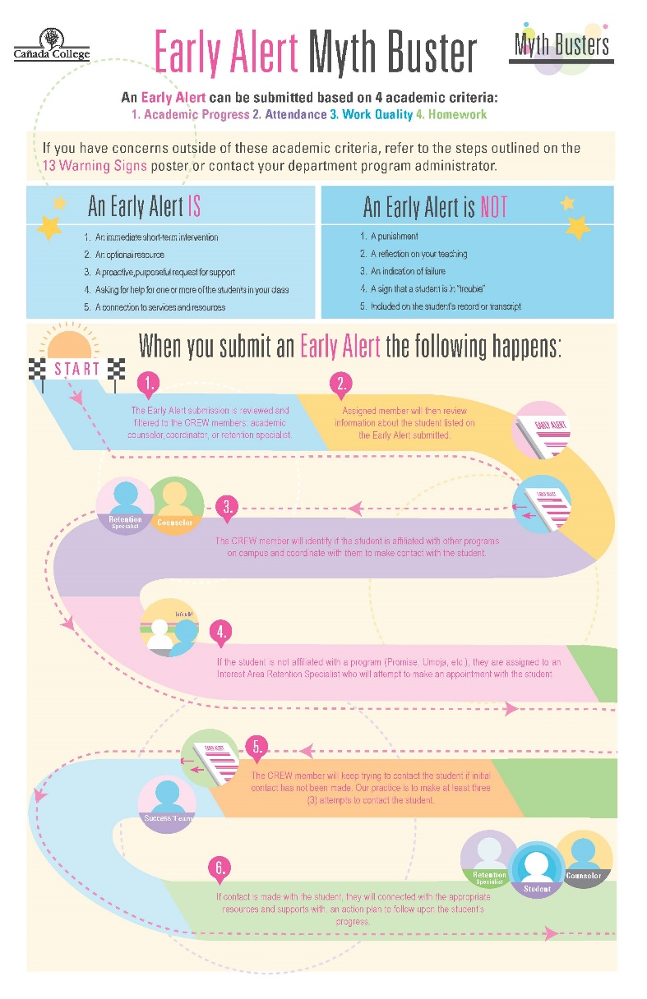 Cañada College
Early Alert Myth Buster
Myth Busters
An Early Alert can be submitted based on 4 academic criteria:
1. Academic Progress 2. Attendance 3. Work Quality 4. Homework
If you have concerns outside of these academic criteria, refer to the steps outlined on the
13 Warning Signs poster or contact your department program administrator.
An Early Alert IS
1. An immediate short-term intervention
2. An optional resource
3. A proactive, purposeful request for support
4. Asking for help for one or more of the students in your class
5. A connection to services and resources
An Early Alert is NOT
1. A punishment
2. A reflection on your teaching
3. An indication of failure
4. A sign that a student is in "trouble"
5. Included on the student's record or transcript
When you submit an Early Alert the following happens:
START
1.
The Early Alert submission is reviewed and
filtered to the CREW members: academic
counselor, coordinator, or retention specialist.
2.
Assigned member will then review
information about the student listed on
the Early Alert submitted.
EARLY ALERT
EARLY ALERT
Retention
Specialist
Counselor
3.
The CREW member will identify if the student is affiliated with other programs
on campus and coordinate with them to make contact with the student.
Let's talk!
4.
If the student is not affiliated with a program (Promise, Umoja, etc.), they are assigned to an
Interest Area Retention Specialist who will attempt to make an appointment with the student.
EARLY ALERT
5.
The CREW member will keep trying to contact the student if initial
contact has not been made. Our practice is to make at least three
(3) attempts to contact the student.
Success Team
6.
If contact is made with the student, they will connected with the appropriate
resources and supports with, an action plan to follow upon the student's
progress.
Retention
Specialist
Student
Counselor